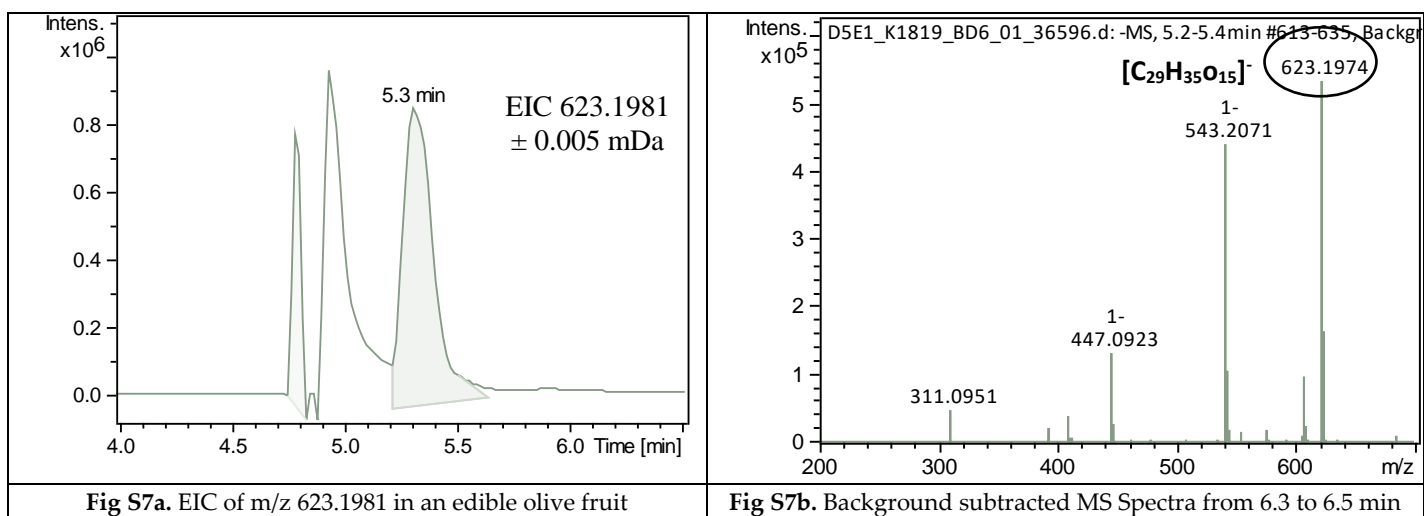 Intens.
x10⁶
5.3 min
EIC 623.1981
± 0.005 mDa
0.8
0.6
0.4
0.2
0.0
4.0 4.5 5.0 5.5 6.0 Time [min]
Fig S7a. EIC of m/z 623.1981 in an edible olive fruit
Intens.
x10⁵
D5E1_K1819_BD6_01_36596.d: -MS, 5.2-5.4min #613-635, Backgr
[C₂₉H₃₅O₁₅]⁻ 623.1974
1-
543.2071
1-
447.0923
311.0951
5
4
3
2
1
0
200 300 400 500 600 m/z
Fig S7b. Background subtracted MS Spectra from 6.3 to 6.5 min